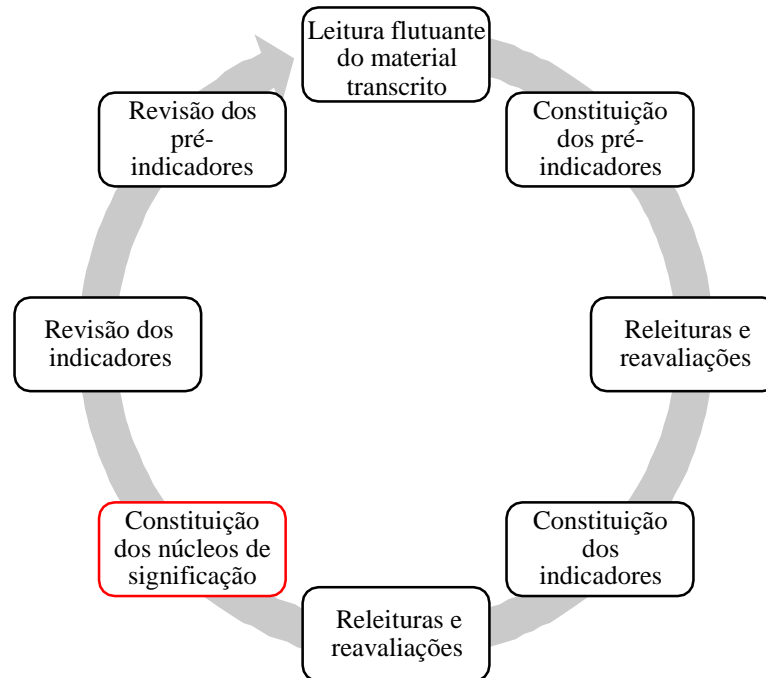 Leitura flutuante
do material
transcrito
Constituição
dos pré-
indicadores
Releituras e
reavaliações
Constituição
dos
indicadores
Releituras e
reavaliações
Constituição
dos núcleos de
significação
Revisão dos
indicadores
Revisão dos
pré-
indicadores